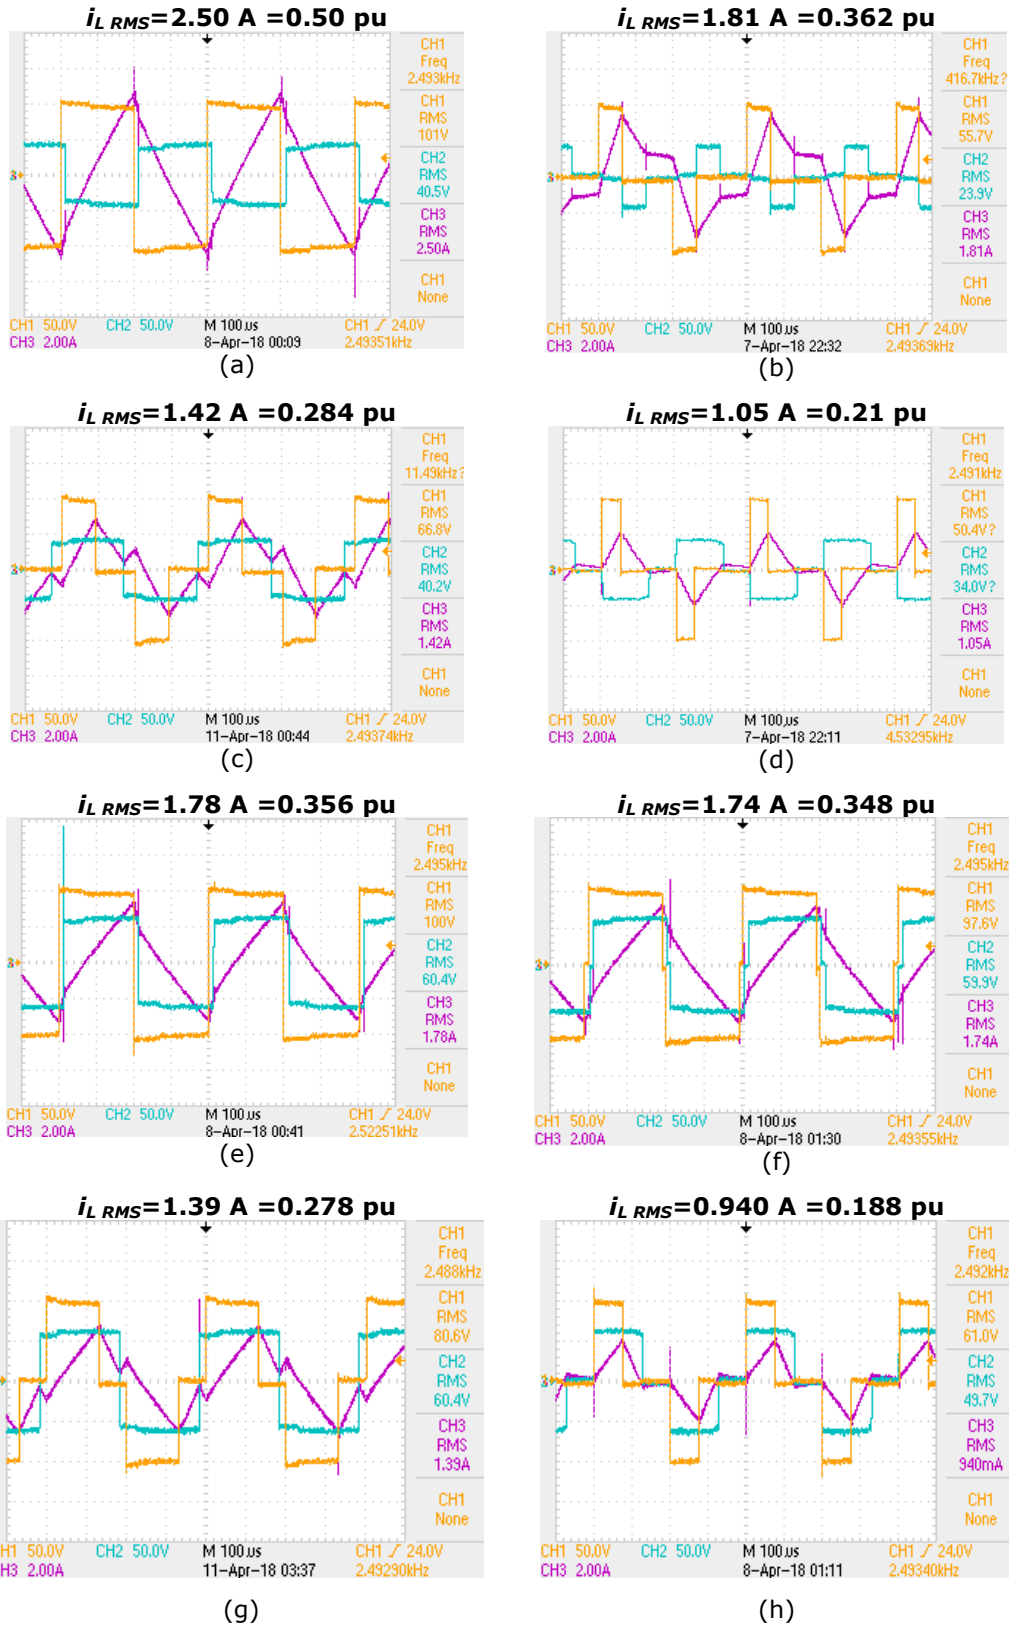 iL RMS=2.50 A =0.50 pu
CH1
Freq
2.493kHz
CH1
RMS
101V
CH2
RMS
40.5V
CH3
RMS
2.50A
CH1
None
CH1 50.0V CH2 50.0V M 100us CH1 / 24.0V
CH3 2.00A 8-Apr-18 00:09 2.49351kHz
(a)
iL RMS=1.81 A =0.362 pu
CH1
Freq
416.7kHz?
CH1
RMS
55.7V
CH2
RMS
23.9V
CH3
RMS
1.81A
CH1
None
CH1 50.0V CH2 50.0V M 100us CH1 / 24.0V
CH3 2.00A 7-Apr-18 22:32 2.49369kHz
(b)
iL RMS=1.42 A =0.284 pu
CH1
Freq
11.49kHz?
CH1
RMS
66.8V
CH2
RMS
40.2V
CH3
RMS
1.42A
CH1
None
CH1 50.0V CH2 50.0V M 100us CH1 / 24.0V
CH3 2.00A 11-Apr-18 00:44 2.49374kHz
(c)
iL RMS=1.05 A =0.21 pu
CH1
Freq
2.491kHz
CH1
RMS
50.4V?
CH2
RMS
34.0V?
CH3
RMS
1.05A
CH1
None
CH1 50.0V CH2 50.0V M 100us CH1 / 24.0V
CH3 2.00A 7-Apr-18 22:11 4.53295kHz
(d)
iL RMS=1.78 A =0.356 pu
CH1
Freq
2.495kHz
CH1
RMS
100V
CH2
RMS
60.4V
CH3
RMS
1.78A
CH1
None
CH1 50.0V CH2 50.0V M 100us CH1 / 24.0V
CH3 2.00A 8-Apr-18 00:41 2.52251kHz
(e)
iL RMS=1.74 A =0.348 pu
CH1
Freq
2.495kHz
CH1
RMS
97.6V
CH2
RMS
59.9V
CH3
RMS
1.74A
CH1
None
CH1 50.0V CH2 50.0V M 100us CH1 / 24.0V
CH3 2.00A 8-Apr-18 01:30 2.49355kHz
(f)
iL RMS=1.39 A =0.278 pu
CH1
Freq
2.488kHz
CH1
RMS
80.6V
CH2
RMS
60.4V
CH3
RMS
1.39A
CH1
None
H1 50.0V CH2 50.0V M 100us CH1 / 24.0V
H3 2.00A 11-Apr-18 03:37 2.49290kHz
(g)
iL RMS=0.940 A =0.188 pu
CH1
Freq
2.492kHz
CH1
RMS
61.0V
CH2
RMS
49.7V
CH3
RMS
940mA
CH1
None
CH1 50.0V CH2 50.0V M 100us CH1 / 24.0V
CH3 2.00A 8-Apr-18 01:11 2.49340kHz
(h)